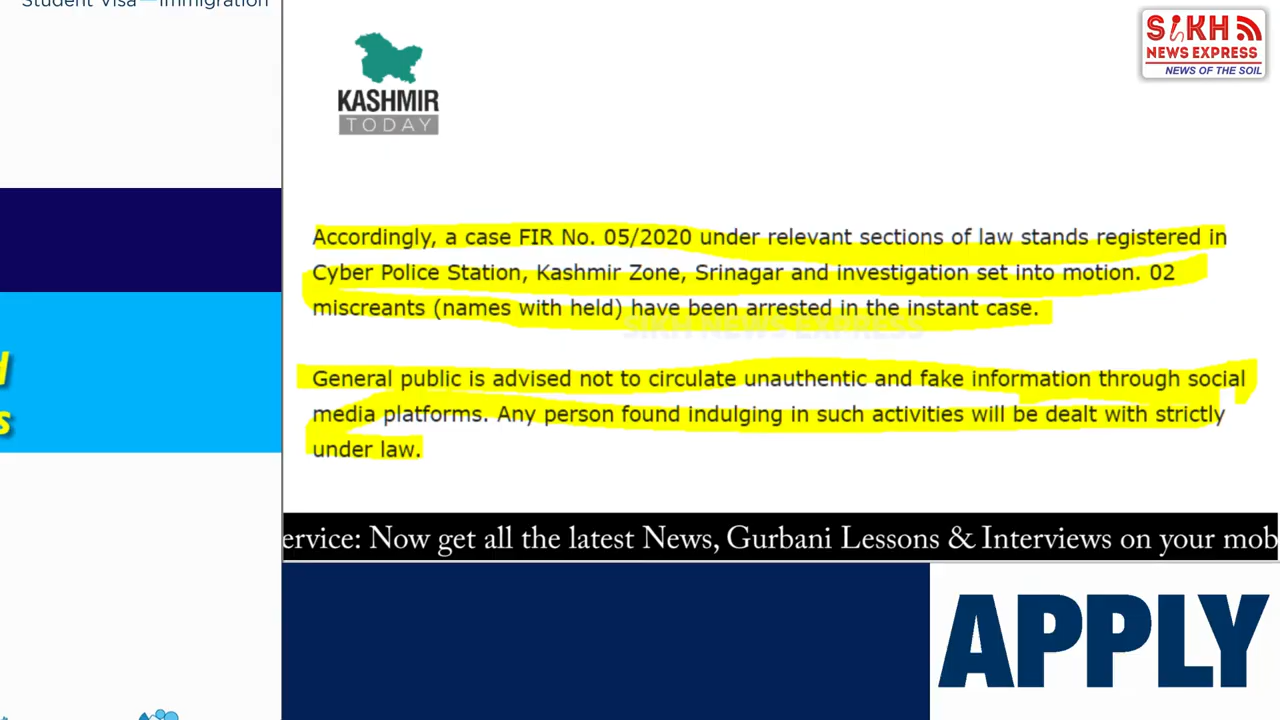 Student Visa—Immigration
SiKH
NEWS EXPRESS
NEWS OF THE SOIL
KASHMIR
TODAY
Accordingly, a case FIR No. 05/2020 under relevant sections of law stands registered in
Cyber Police Station, Kashmir Zone, Srinagar and investigation set into motion. 02
miscreants (names with held) have been arrested in the instant case.
SIKH NEWS EXPRESS
General public is advised not to circulate unauthentic and fake information through social
media platforms. Any person found indulging in such activities will be dealt with strictly
under law.
ervice: Now get all the latest News, Gurbani Lessons & Interviews on your mob
APPLY